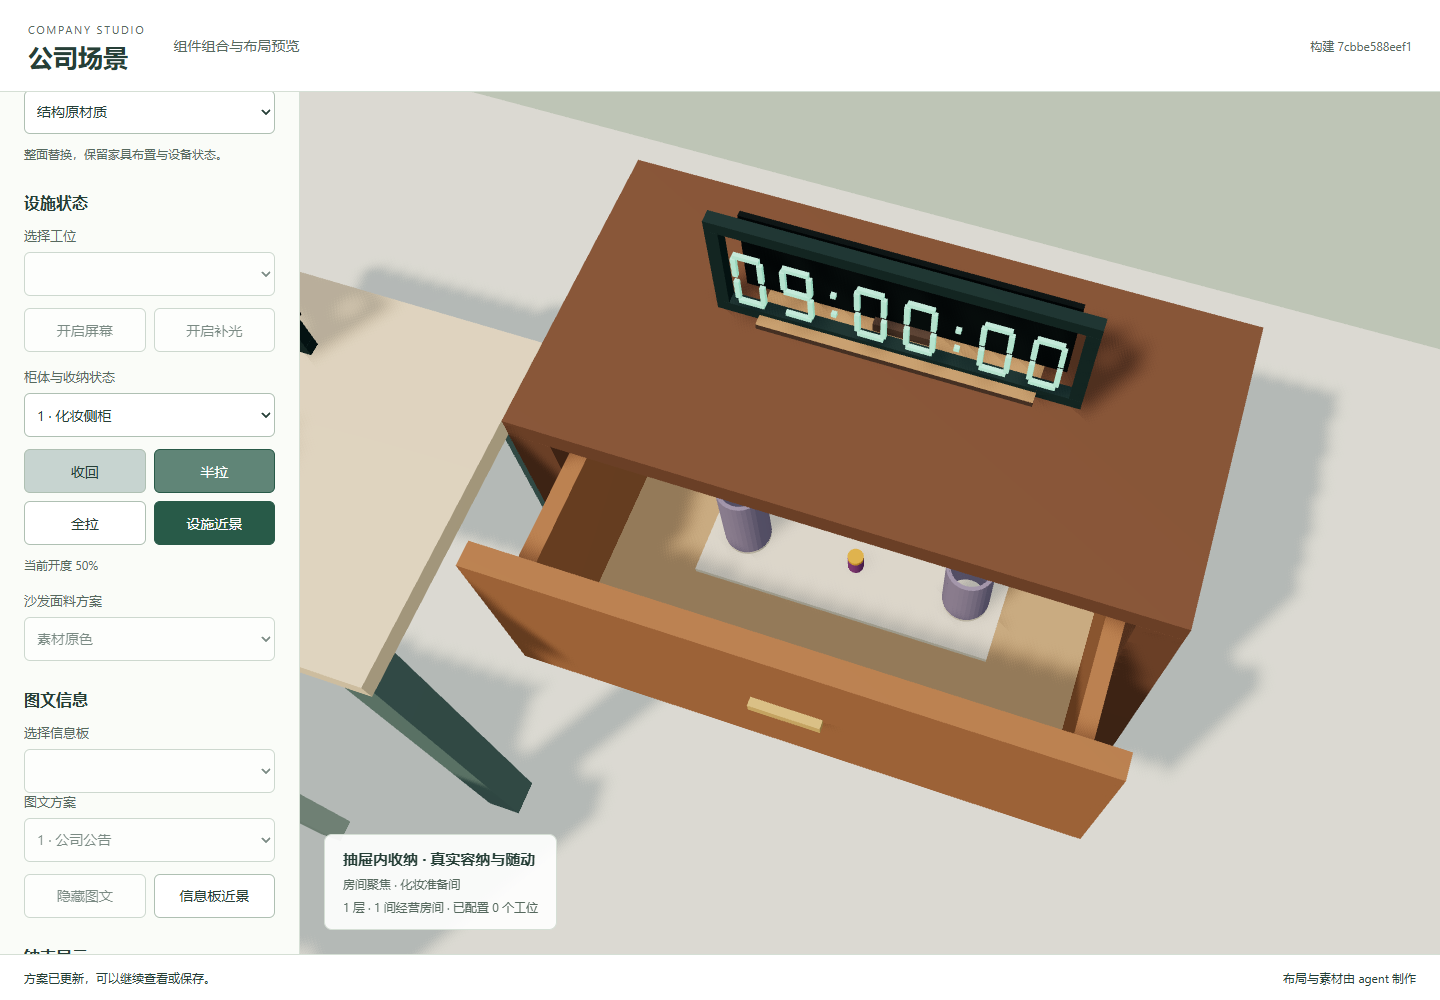 COMPANY STUDIO
公司场景
组件组合与布局预览
构建 7cbbe588eef1
结构原材质
整面替换，保留家具布置与设备状态。
设施状态
选择工位
开启屏幕
开启补光
柜体与收纳状态
1 · 化妆侧柜
收回
半拉
全拉
设施近景
当前开度 50%
沙发面料方案
素材原色
图文信息
选择信息板
图文方案
1 · 公司公告
隐藏图文
信息板近景
09:00:00
抽屉内收纳 · 真实容纳与随动
房间聚焦 · 化妆准备间
1 层 · 1 间经营房间 · 已配置 0 个工位
方案已更新，可以继续查看或保存。
布局与素材由 agent 制作